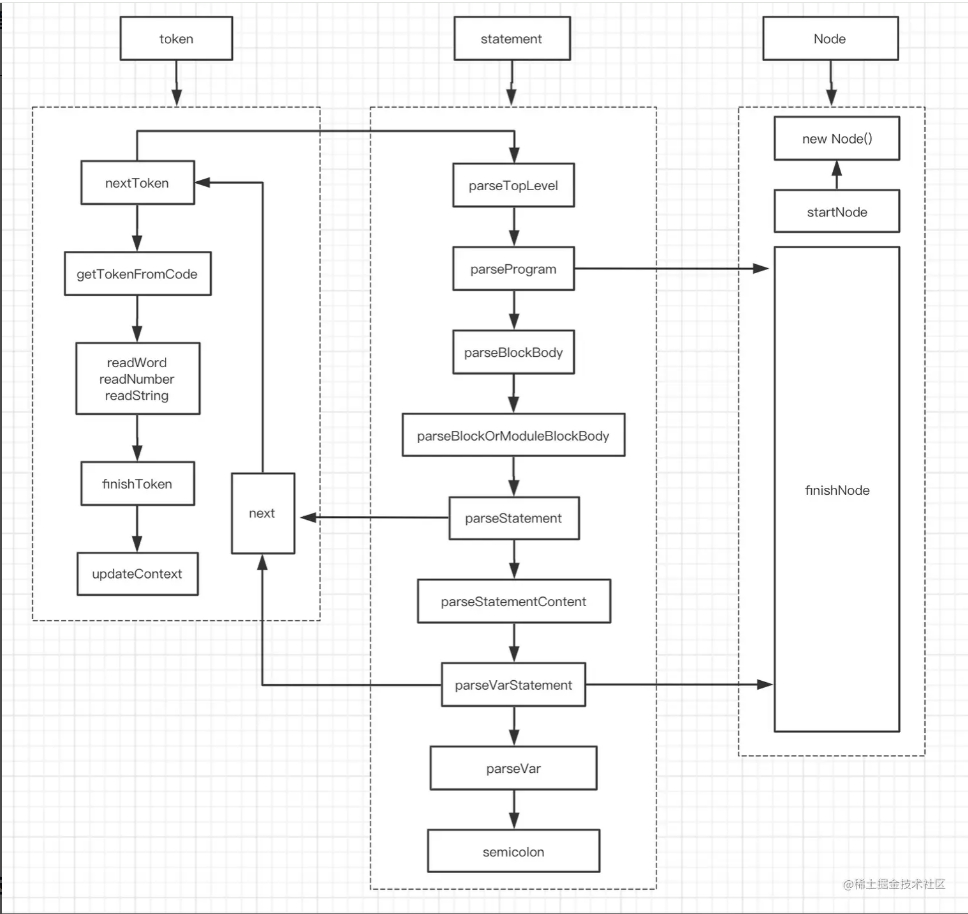 token
statement
Node
new Node()
nextToken
parseTopLevel
startNode
getTokenFromCode
parseProgram
readWord
readNumber
readString
parseBlockBody
parseBlockOrModuleBlockBody
finishToken
next
parseStatement
finishNode
updateContext
parseStatementContent
parseVarStatement
parseVar
semicolon
@稀土掘金技术社区